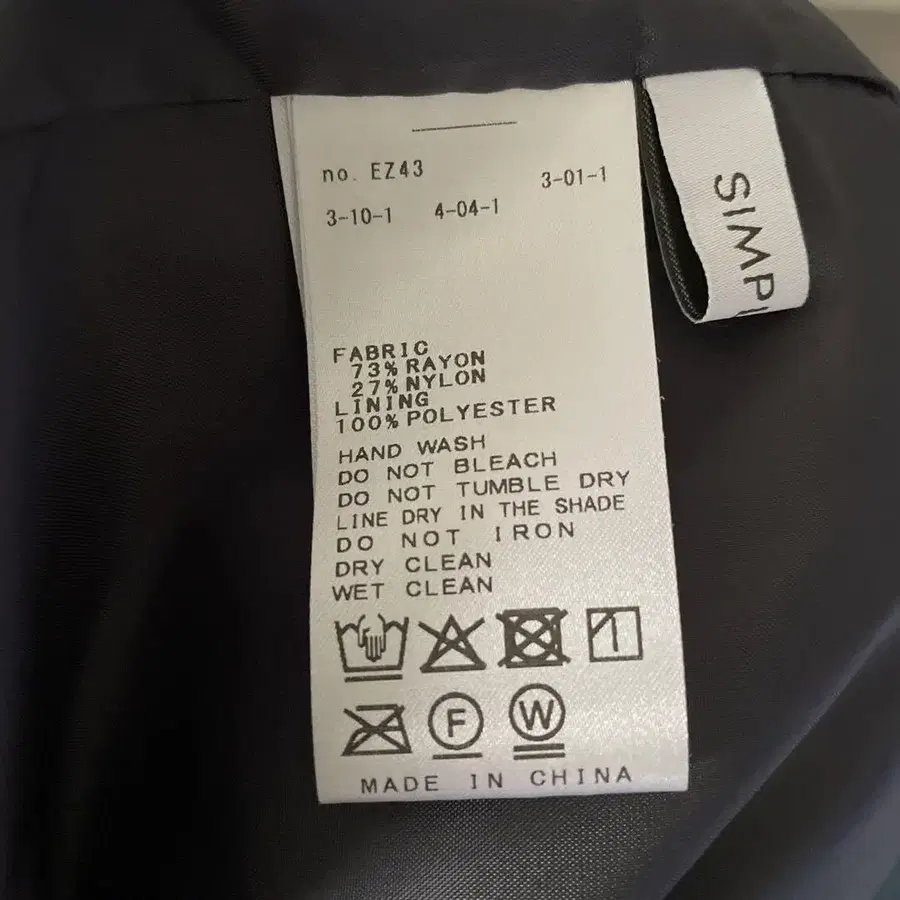 no. EZ43
3-01-1
3-10-1 4-04-1
FABRIC
73% RAYON
27% NYLON
LINING
100% POLYESTER
HAND WASH
DO NOT BLEACH
DO NOT TUMBLE DRY
LINE DRY IN THE SHADE
DO NOT IRON
DRY CLEAN
WET CLEAN
F W
MADE IN CHINA